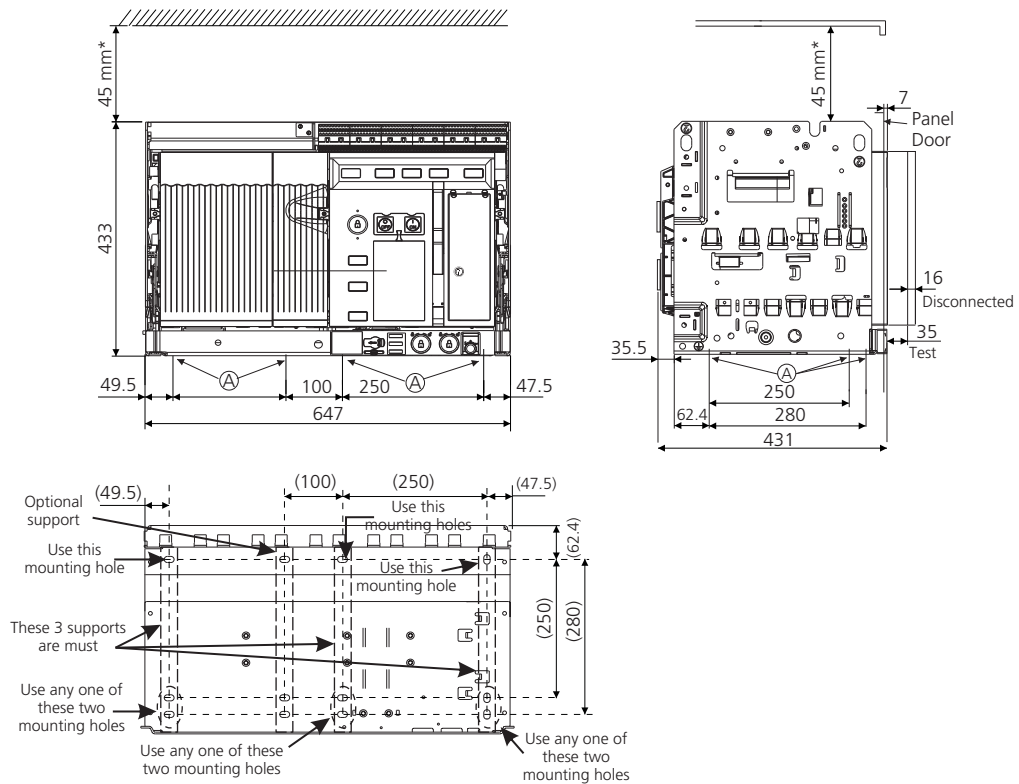 45 mm*
433
A
A
49.5
100
250
47.5
647
45 mm*
7
Panel
Door
16
Disconnected
35
Test
35.5
A
250
62.4
280
431
(49.5)
(100)
(250)
(47.5)
Optional
support
Use this
mounting holes
Use this
mounting hole
Use this
mounting hole
(62.4)
(250)
(280)
These 3 supports
are must
Use any one of
these two
mounting holes
Use any one of these
two mounting holes
Use any one of
these two
mounting holes